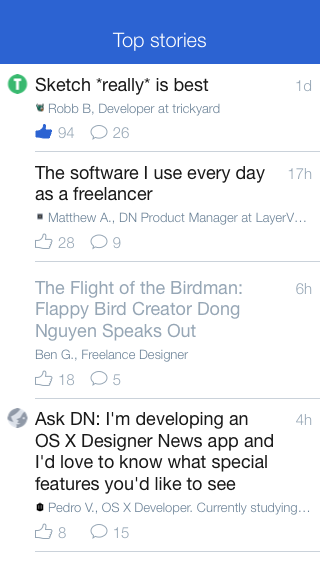 Top stories
T
Sketch *really* is best
1d
Robb B, Developer at trickyard
94
26
The software I use every day
17h
as a freelancer
Matthew A., DN Product Manager at LayerV...
28
9
The Flight of the Birdman:
6h
Flappy Bird Creator Dong
Nguyen Speaks Out
Ben G., Freelance Designer
18
5
Ask DN: I'm developing an
4h
OS X Designer News app and
I'd love to know what special
features you'd like to see
Pedro V., OS X Developer. Currently studying...
8
15